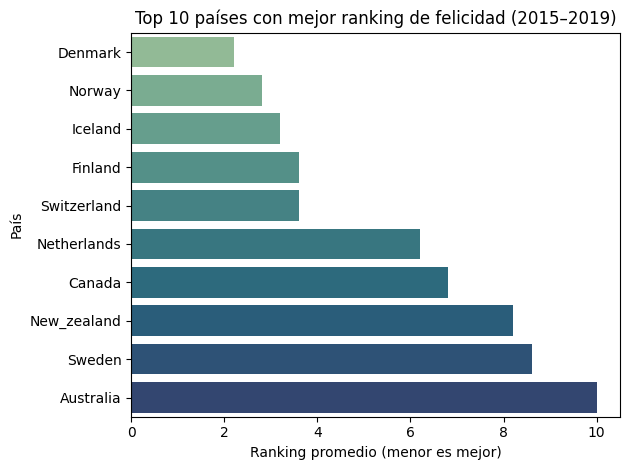 Top 10 países con mejor ranking de felicidad (2015–2019)
País
Denmark
Norway
Iceland
Finland
Switzerland
Netherlands
Canada
New_zealand
Sweden
Australia
0 2 4 6 8 10
Ranking promedio (menor es mejor)